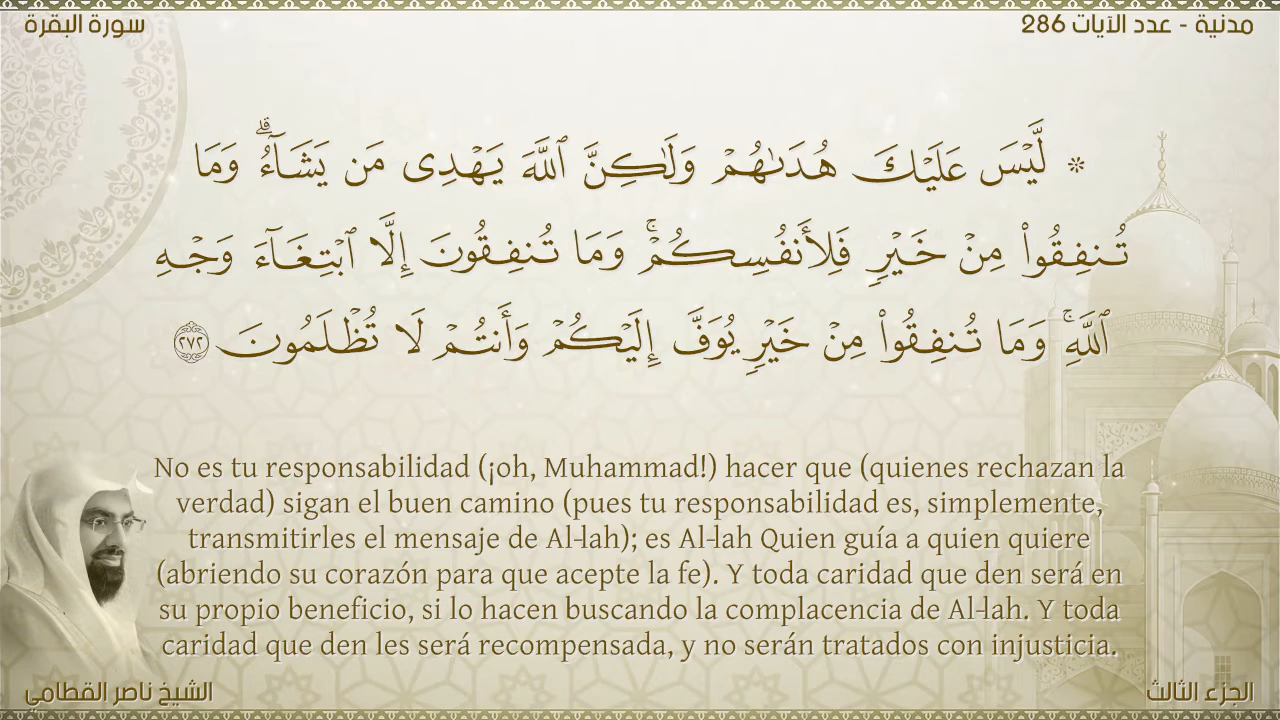 سورة البقرة
مدنية - عدد الآيات 286
* لَّيْسَ عَلَيْكَ هُدَىٰهُمْ وَلَٰكِنَّ ٱللَّهَ يَهْدِى مَن يَشَآءُ ۗ وَمَا
تُنفِقُوا۟ مِنْ خَيْرٍ فَلِأَنفُسِكُمْ ۚ وَمَا تُنفِقُونَ إِلَّا ٱبْتِغَآءَ وَجْهِ
ٱللَّهِ ۚ وَمَا تُنفِقُوا۟ مِنْ خَيْرٍ يُوَفَّ إِلَيْكُمْ وَأَنتُمْ لَا تُظْلَمُونَ ٢٧٢
No es tu responsabilidad (¡oh, Muhammad!) hacer que (quienes rechazan la
verdad) sigan el buen camino (pues tu responsabilidad es, simplemente,
transmitirles el mensaje de Al-lah); es Al-lah Quien guía a quien quiere
(abriendo su corazón para que acepte la fe). Y toda caridad que den será en
su propio beneficio, si lo hacen buscando la complacencia de Al-lah. Y toda
caridad que den les será recompensada, y no serán tratados con injusticia.
الشيخ ناصر القطامي
الجزء الثالث